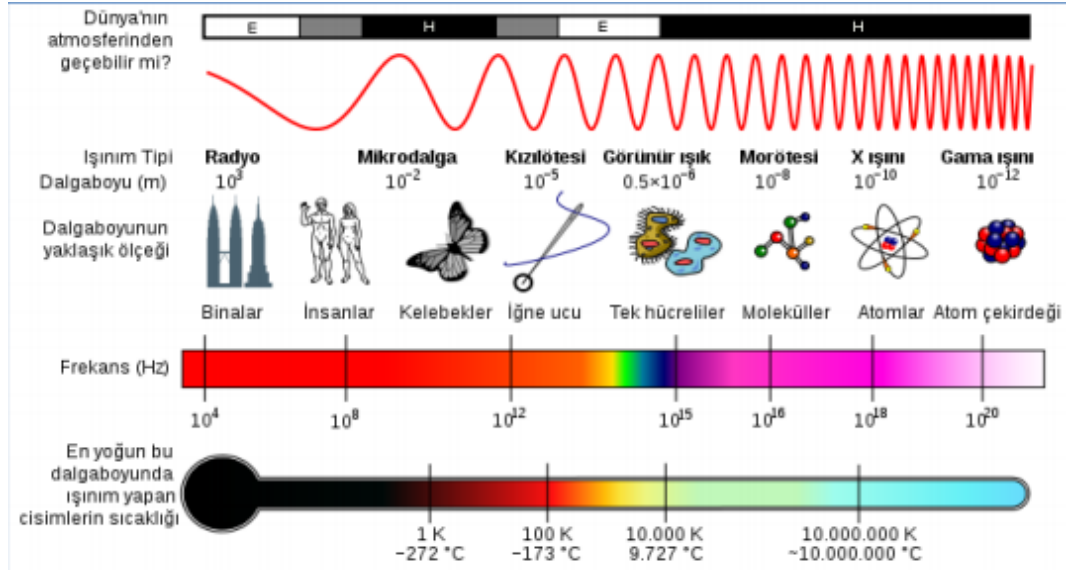 Dünya'nın
atmosferinden
geçebilir mi?
E H E H
Işınım Tipi Radyo Mikrodalga Kızılötesi Görünür ışık Morötesi X ışını Gama ışını
Dalgaboyu (m) 10³ 10⁻² 10⁻⁵ 0.5×10⁻⁶ 10⁻⁸ 10⁻¹⁰ 10⁻¹²
Dalgaboyunun
yaklaşık ölçeği
Binalar İnsanlar Kelebekler İğne ucu Tek hücreliler Moleküller Atomlar Atom çekirdeği
Frekans (Hz)
10⁴ 10⁸ 10¹² 10¹⁵ 10¹⁶ 10¹⁸ 10²⁰
En yoğun bu
dalgaboyunda
ışınım yapan
cisimlerin sıcaklığı
1 K 100 K 10.000 K 10.000.000 K
−272 °C −173 °C 9.727 °C ~10.000.000 °C